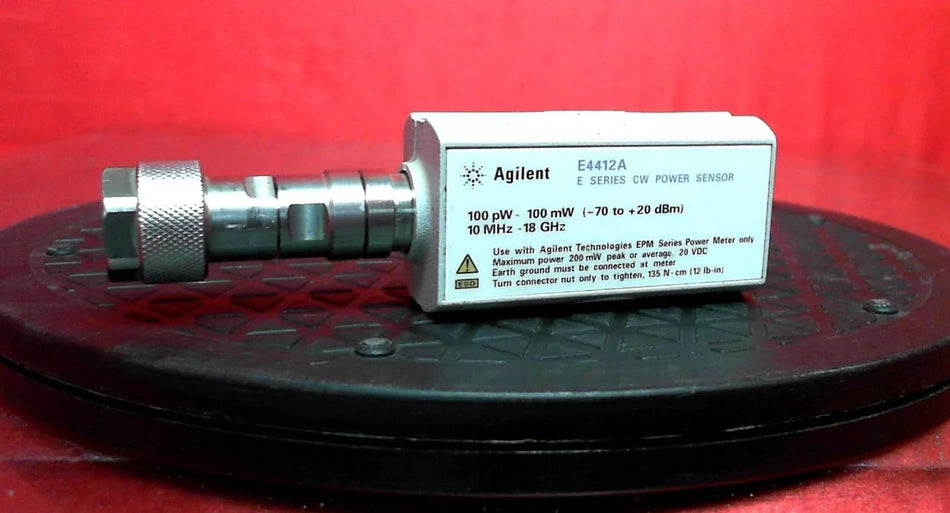 Agilent E4412A
E SERIES CW POWER SENSOR
100 pW - 100 mW (-70 to +20 dBm)
10 MHz -18 GHz
Use with Agilent Technologies EPM Series Power Meter only
Maximum power 200 mW peak or average, 20 VDC
Earth ground must be connected at meter
ESD Turn connector nut only to tighten, 135 N·cm (12 lb-in)